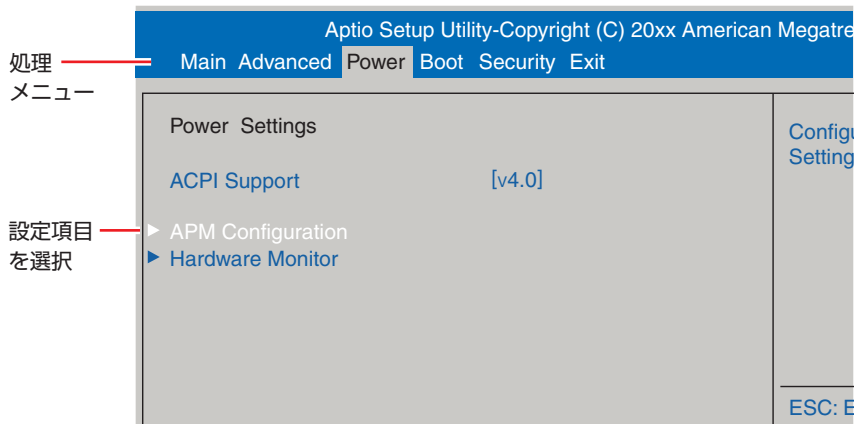 Aptio Setup Utility-Copyright (C) 20xx American Megatre
処理
メニュー
Main Advanced Power Boot Security Exit
Power Settings
ACPI Support [v4.0]
設定項目
を選択
APM Configuration
Hardware Monitor
Configu
Setting
ESC: E